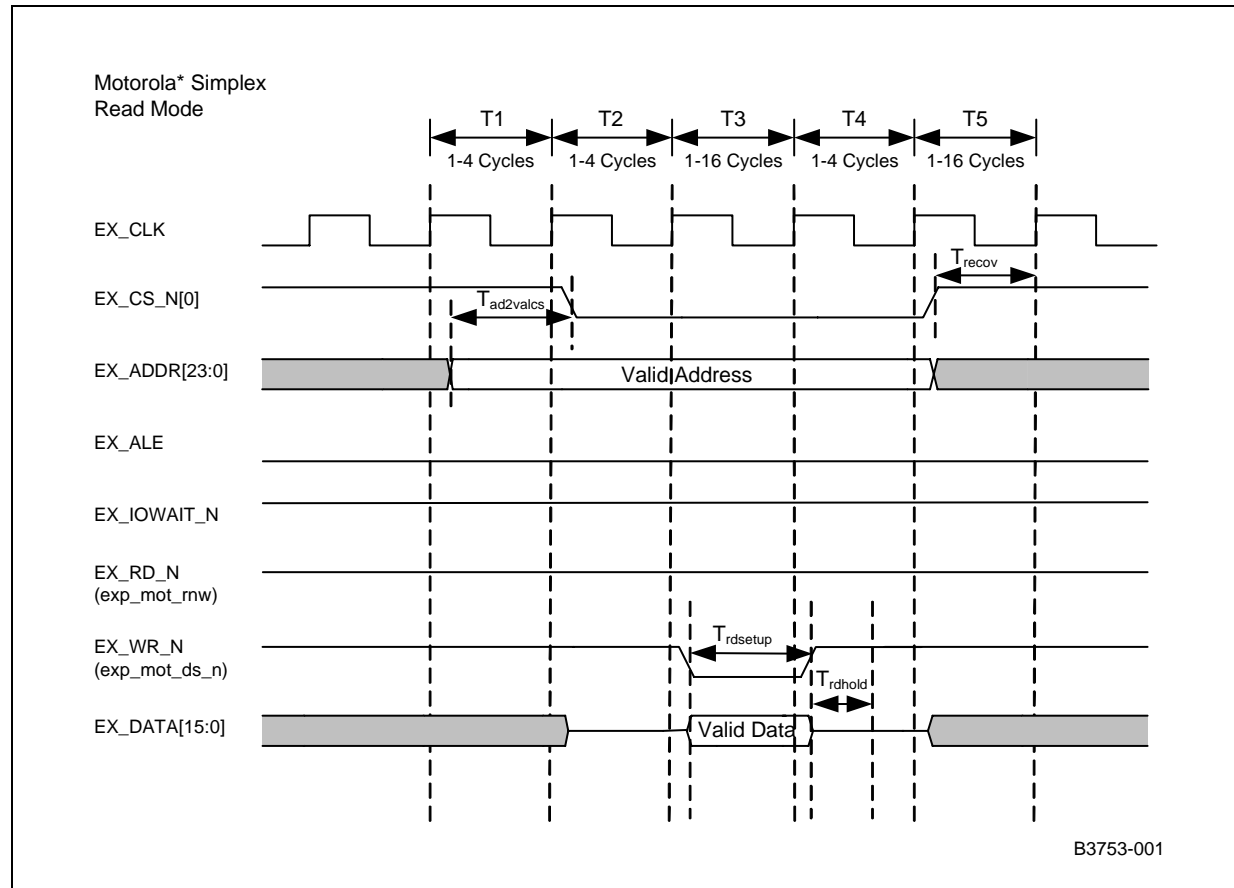 Motorola* Simplex
Read Mode
T1 T2 T3 T4 T5
1-4 Cycles 1-4 Cycles 1-16 Cycles 1-4 Cycles 1-16 Cycles
EX_CLK
Trecov
EX_CS_N[0]
Tad2valcs
EX_ADDR[23:0]
Valid Address
EX_ALE
EX_IOWAIT_N
EX_RD_N
(exp_mot_rnw)
EX_WR_N
(exp_mot_ds_n)
Trdsetup
Trdhold
EX_DATA[15:0]
Valid Data
B3753-001